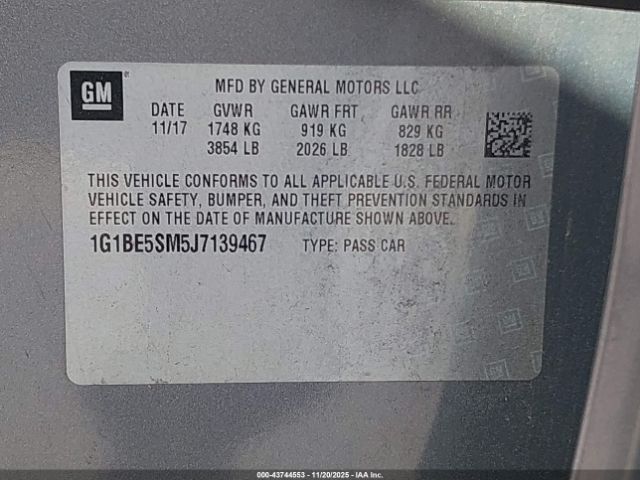 GM
MFD BY GENERAL MOTORS LLC
DATE GVWR GAWR FRT GAWR RR
11/17 1748 KG 919 KG 829 KG
3854 LB 2026 LB 1828 LB
THIS VEHICLE CONFORMS TO ALL APPLICABLE U.S. FEDERAL MOTOR
VEHICLE SAFETY, BUMPER, AND THEFT PREVENTION STANDARDS IN
EFFECT ON THE DATE OF MANUFACTURE SHOWN ABOVE.
1G1BE5SM5J7139467 TYPE: PASS CAR
000-43744553 - 11/20/2025 - IAA Inc.